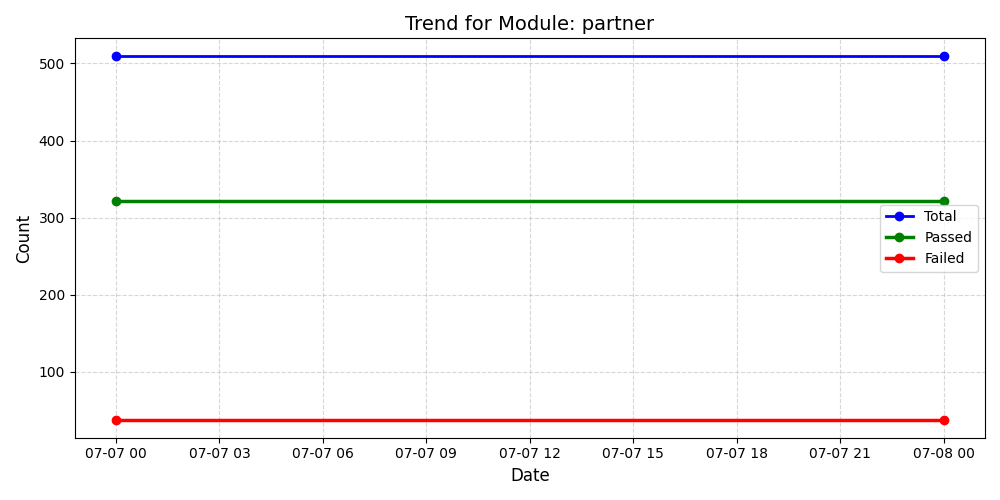 Trend for Module: partner
500
400
300
200
100
Count
Total
Passed
Failed
07-07 00 07-07 03 07-07 06 07-07 09 07-07 12 07-07 15 07-07 18 07-07 21 07-08 00
Date